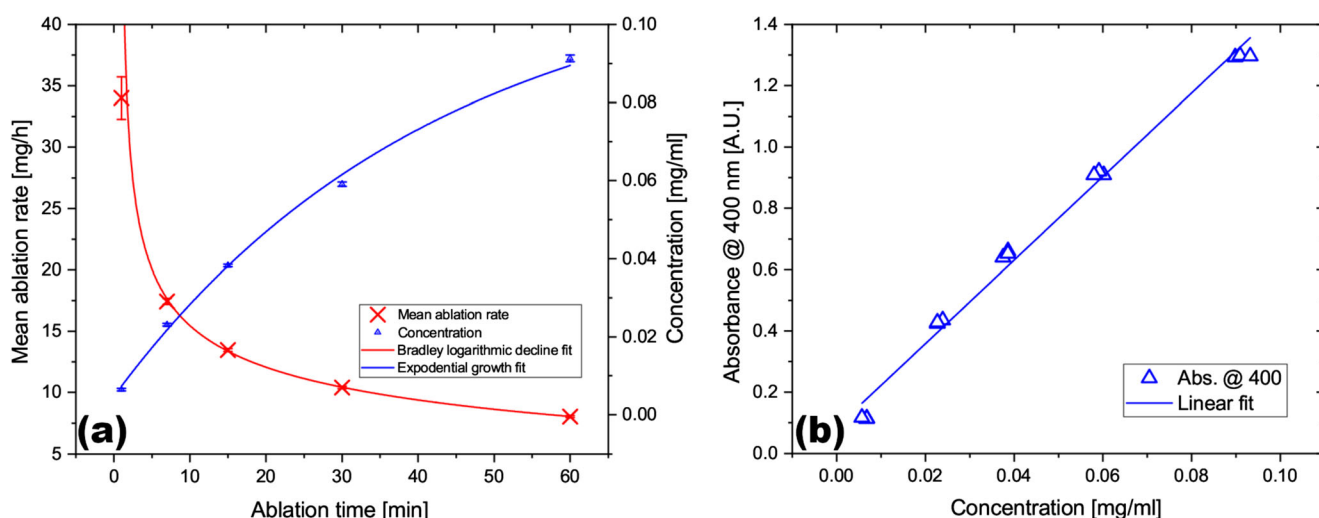 40
35
30
25
20
15
10
5
Mean ablation rate [mg/h]
0
10
20
30
40
50
60
Ablation time [min]
0.10
0.08
0.06
0.04
0.02
0.00
Concentration [mg/ml]
Mean ablation rate
Concentration
Bradley logarithmic decline fit
Expodential growth fit
(a)
1.4
1.2
1.0
0.8
0.6
0.4
0.2
0.0
Absorbance @ 400 nm [A.U.]
0.00
0.02
0.04
0.06
0.08
0.10
Concentration [mg/ml]
Abs. @ 400
Linear fit
(b)